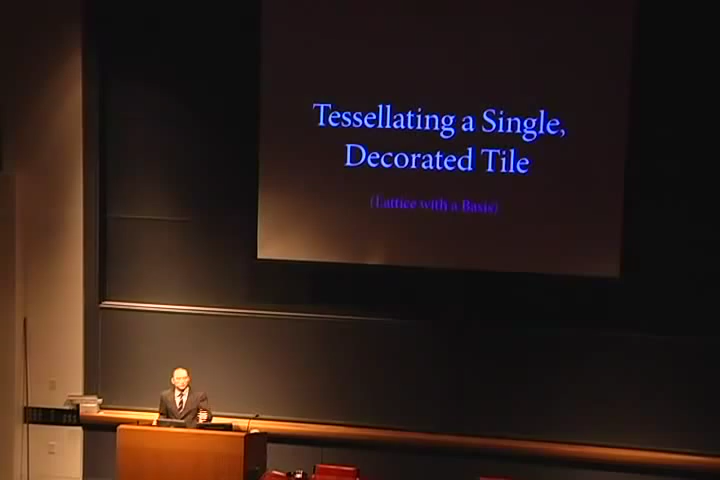 Tessellating a Single,
Decorated Tile
(Lattice with a Basis)